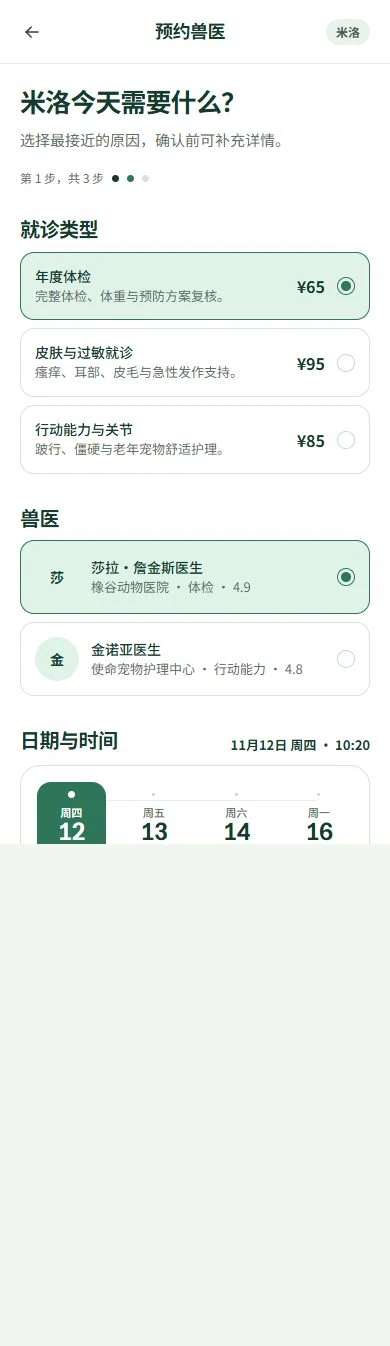 预约兽医
米洛
米洛今天需要什么？
选择最接近的原因，确认前可补充详情。
第 1 步，共 3 步
就诊类型
年度体检
完整体检、体重与预防方案复核。
¥65
皮肤与过敏就诊
瘙痒、耳部、皮毛与急性发作支持。
¥95
行动能力与关节
跛行、僵硬与老年宠物舒适护理。
¥85
兽医
莎
莎拉·詹金斯医生
橡谷动物医院 · 体检 · 4.9
金
金诺亚医生
使命宠物护理中心 · 行动能力 · 4.8
日期与时间
11月12日 周四 · 10:20
周四
12
周五
13
周六
14
周一
16